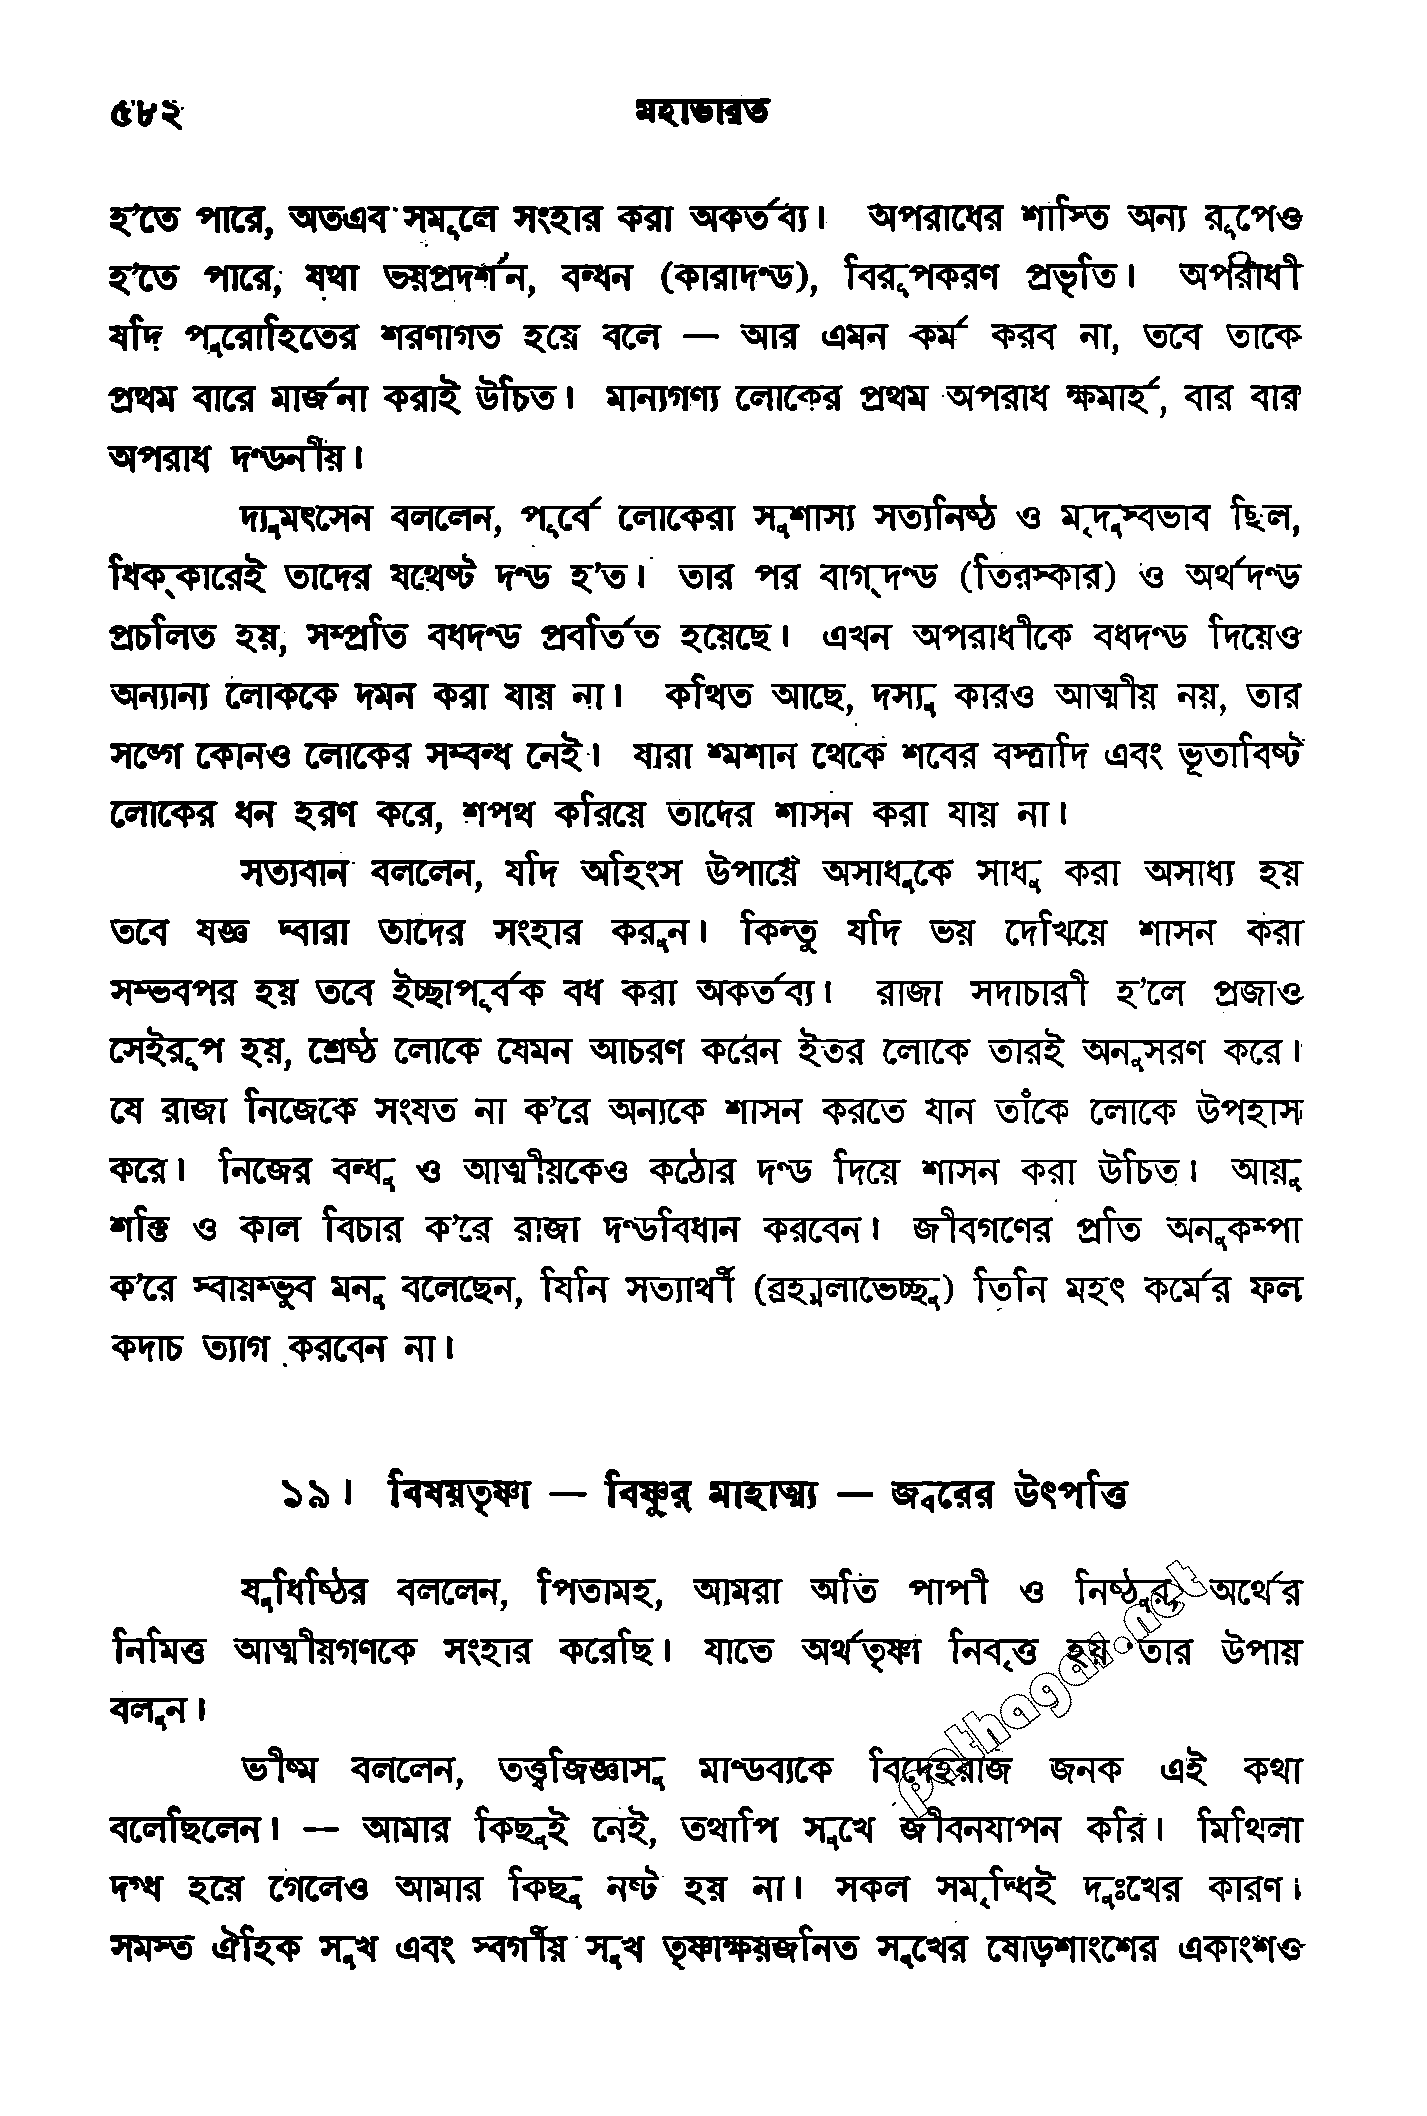 ৫৮২ মহাভারত
হ’তে পারে, অতএব সমূলে সংহার করা অকর্তব্য। অপরাধের শাস্তি অন্য রূপেও
হ’তে পারে, যথা ভয়প্রদর্শন, বন্ধন (কারাদণ্ড), বিরূপকরণ প্রভৃতি। অপরাধী
যদি পুরোহিতের শরণাগত হয়ে বলে — আর এমন কর্ম করব না, তবে তাকে
প্রথম বারে মার্জনা করাই উচিত। মান্যগণ্য লোকের প্রথম অপরাধ ক্ষমার্হ, বার বার
অপরাধ দণ্ডনীয়।
দ্যুমৎসেন বললেন, পূর্বে লোকেরা সুশাস্য সত্যনিষ্ঠ ও মৃদুস্বভাব ছিল,
ধিক্‌কারেই তাদের যথেষ্ট দণ্ড হ’ত। তার পর বাগ্‌দণ্ড (তিরস্কার) ও অর্থদণ্ড
প্রচলিত হয়, সম্প্রতি বধদণ্ড প্রবর্তিত হয়েছে। এখন অপরাধীকে বধদণ্ড দিয়েও
অন্যান্য লোককে দমন করা যায় না। কথিত আছে, দস্যু কারও আত্মীয় নয়, তার
সঙ্গে কোনও লোকের সম্বন্ধ নেই। যারা শ্মশান থেকে শবের বস্ত্রাদি এবং ভূতাবিষ্ট
লোকের ধন হরণ করে, শপথ করিয়ে তাদের শাসন করা যায় না।
সত্যবান বললেন, যদি অহিংস উপায়ে অসাধুকে সাধু করা অসাধ্য হয়
তবে যজ্ঞ দ্বারা তাদের সংহার করুন। কিন্তু যদি ভয় দেখিয়ে শাসন করা
সম্ভবপর হয় তবে ইচ্ছাপূর্বক বধ করা অকর্তব্য। রাজা সদাচারী হ’লে প্রজাও
সেইরূপ হয়, শ্রেষ্ঠ লোকে যেমন আচরণ করেন ইতর লোকে তারই অনুসরণ করে।
যে রাজা নিজেকে সংযত না ক’রে অন্যকে শাসন করতে যান তাঁকে লোকে উপহাস
করে। নিজের বন্ধু ও আত্মীয়কেও কঠোর দণ্ড দিয়ে শাসন করা উচিত। আয়ু
শক্তি ও কাল বিচার ক’রে রাজা দণ্ডবিধান করবেন। জীবগণের প্রতি অনুকম্পা
ক’রে স্বায়ম্ভুব মনু বলেছেন, যিনি সত্যার্থী (ব্রহ্মলাভেচ্ছু) তিনি মহৎ কর্মের ফল
কদাচ ত্যাগ করবেন না।
১৯। বিষয়তৃষ্ণা — বিষ্ণুর মাহাত্ম্য — জ্বরের উৎপত্তি
যুধিষ্ঠির বললেন, পিতামহ, আমরা অতি পাপী ও নিষ্ঠুর, অর্থের
নিমিত্ত আত্মীয়গণকে সংহার করেছি। যাতে অর্থতৃষ্ণা নিবৃত্ত হয় তার উপায়
বলুন।
ভীষ্ম বললেন, তত্ত্বজিজ্ঞাসু মাণ্ডব্যকে বিদেহরাজ জনক এই কথা
বলেছিলেন। — আমার কিছুই নেই, তথাপি সুখে জীবনযাপন করি। মিথিলা
দগ্ধ হয়ে গেলেও আমার কিছু নষ্ট হয় না। সকল সমৃদ্ধিই দুঃখের কারণ।
সমস্ত ঐহিক সুখ এবং স্বর্গীয় সুখ তৃষ্ণাক্ষয়জনিত সুখের ষোড়শাংশের একাংশও
pathagar.net